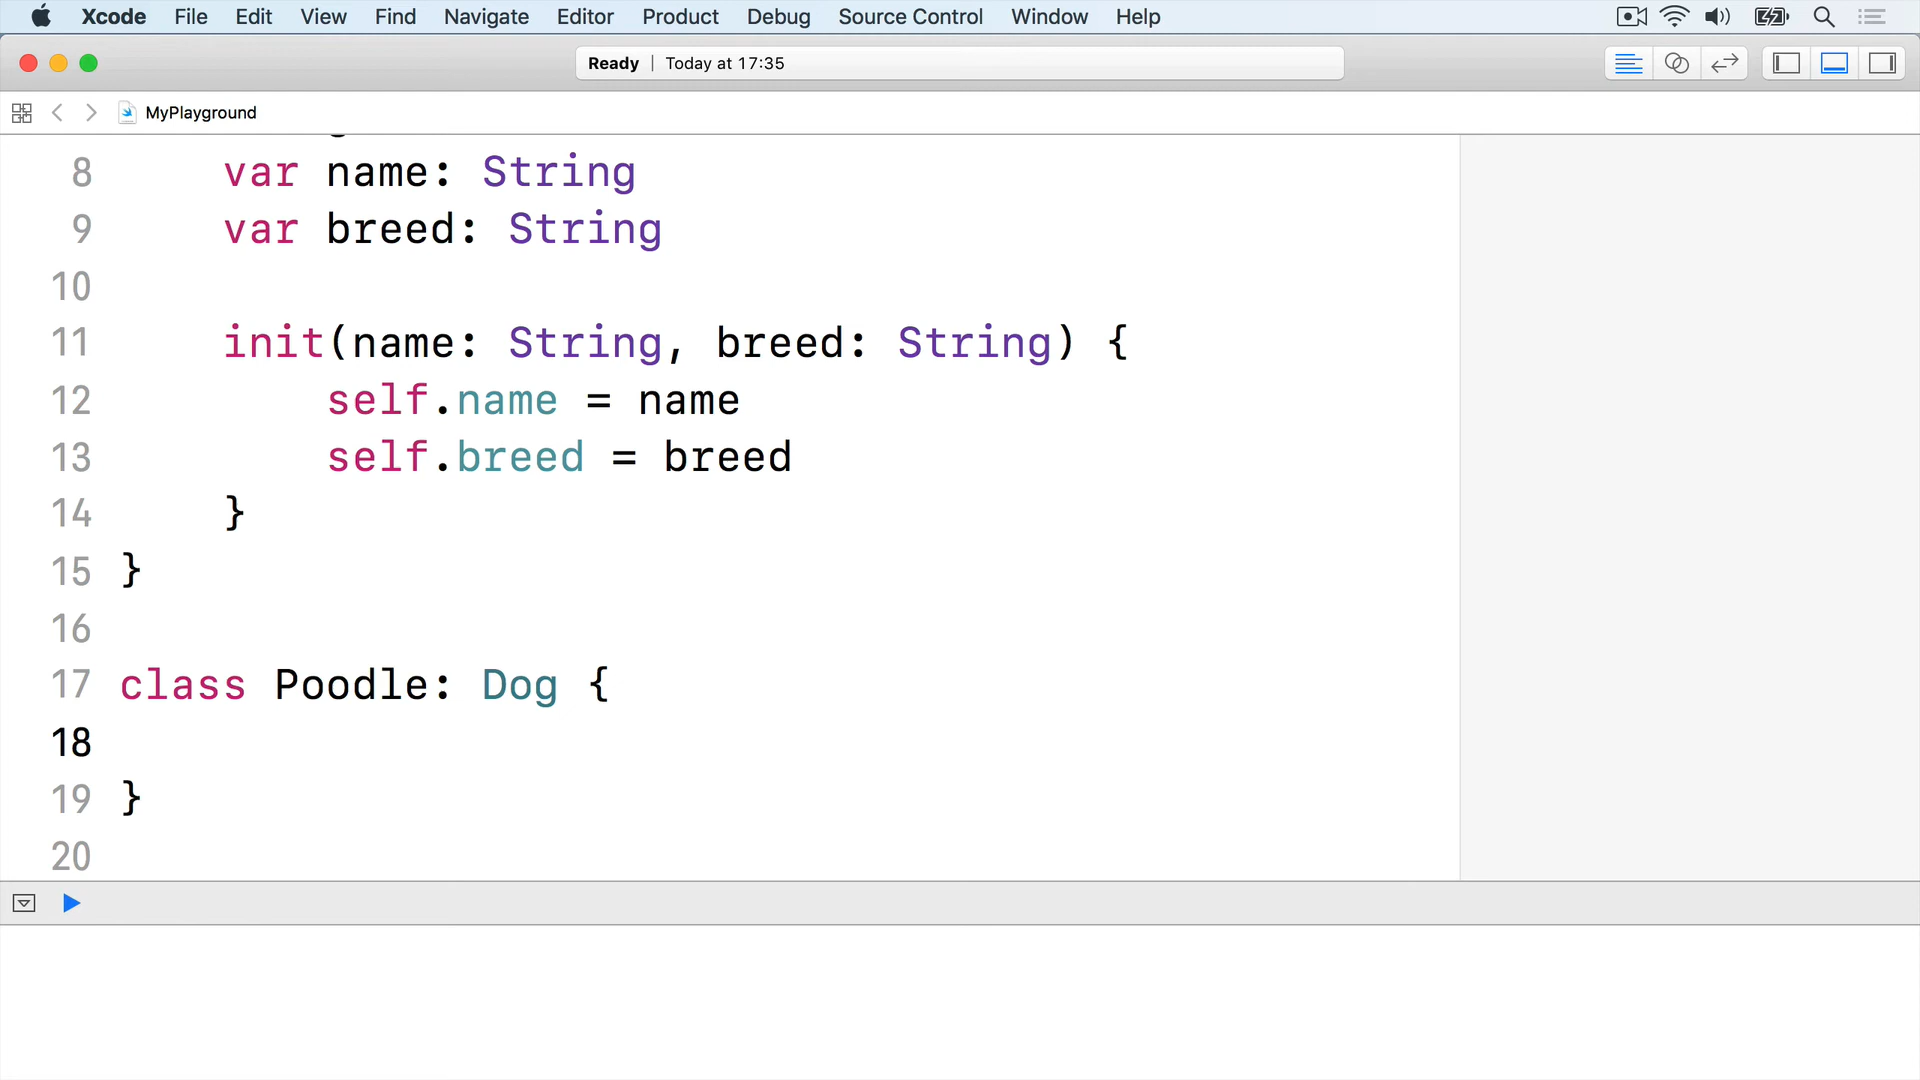 Xcode File Edit View Find Navigate Editor Product Debug Source Control Window Help
Ready | Today at 17:35
MyPlayground
8 var name: String
9 var breed: String
10
11 init(name: String, breed: String) {
12 self.name = name
13 self.breed = breed
14 }
15 }
16
17 class Poodle: Dog {
18
19 }
20